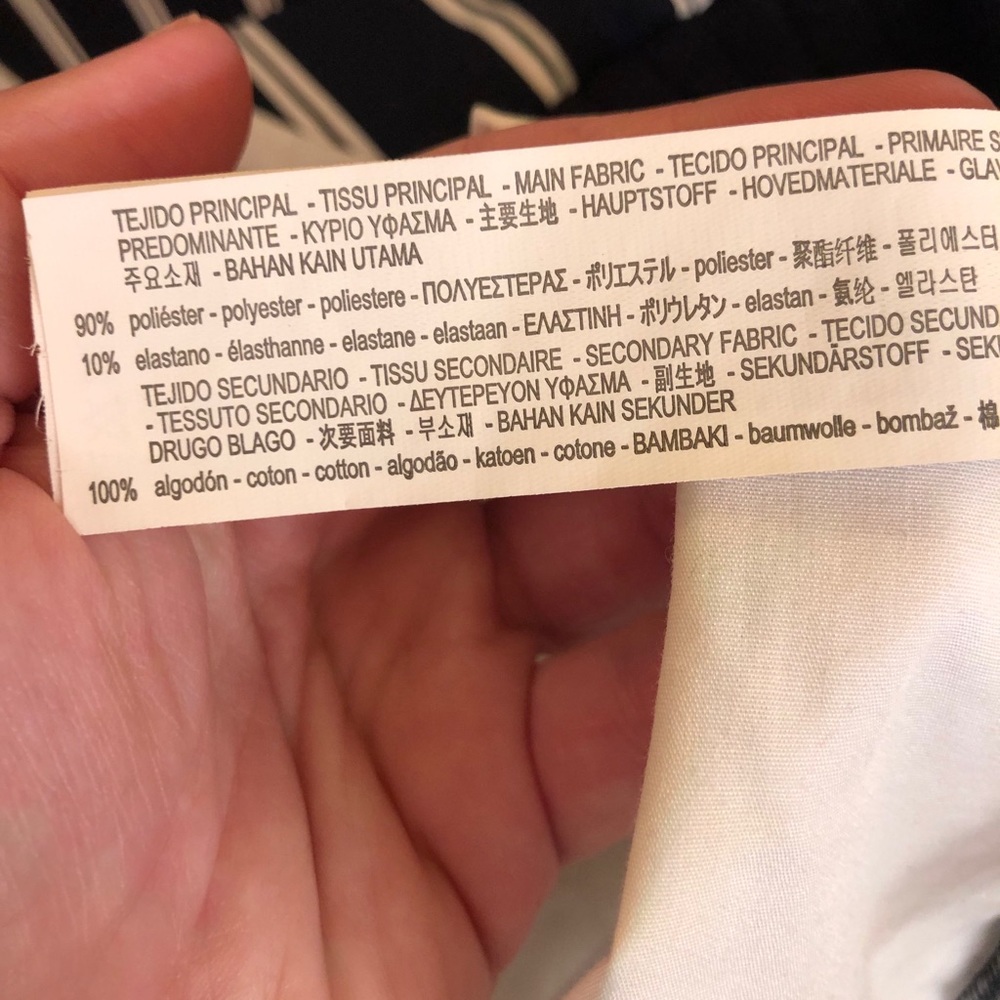 TEJIDO PRINCIPAL - TISSU PRINCIPAL - MAIN FABRIC - TECIDO PRINCIPAL - PRIMAIRE
PREDOMINANTE - ΚΥΡΙΟ ΥΦΑΣΜΑ - 主要生地 - HAUPTSTOFF - HOVEDMATERIALE -
주요소재 - BAHAN KAIN UTAMA
90% poliéster - polyester - poliestere - ΠΟΛΥΕΣΤΕΡΑΣ - ポリエステル - poliester - 聚酯纤维 - 폴리에스터
10% elastano - élasthanne - elastane - elastaan - ΕΛΑΣΤΙΝΗ - ポリウレタン - elastan - 氨纶 - 엘라스탄
TEJIDO SECUNDARIO - TISSU SECONDAIRE - SECONDARY FABRIC - TECIDO
- TESSUTO SECONDARIO - ΔΕΥΤΕΡΕΥΟΝ ΥΦΑΣΜΑ - 副生地 - SEKUNDÄRSTOFF -
DRUGO BLAGO - 次要面料 - 부소재 - BAHAN KAIN SEKUNDER
100% algodón - coton - cotton - algodão - katoen - cotone - ΒΑΜΒΑΚΙ - baumwolle - bombaž -